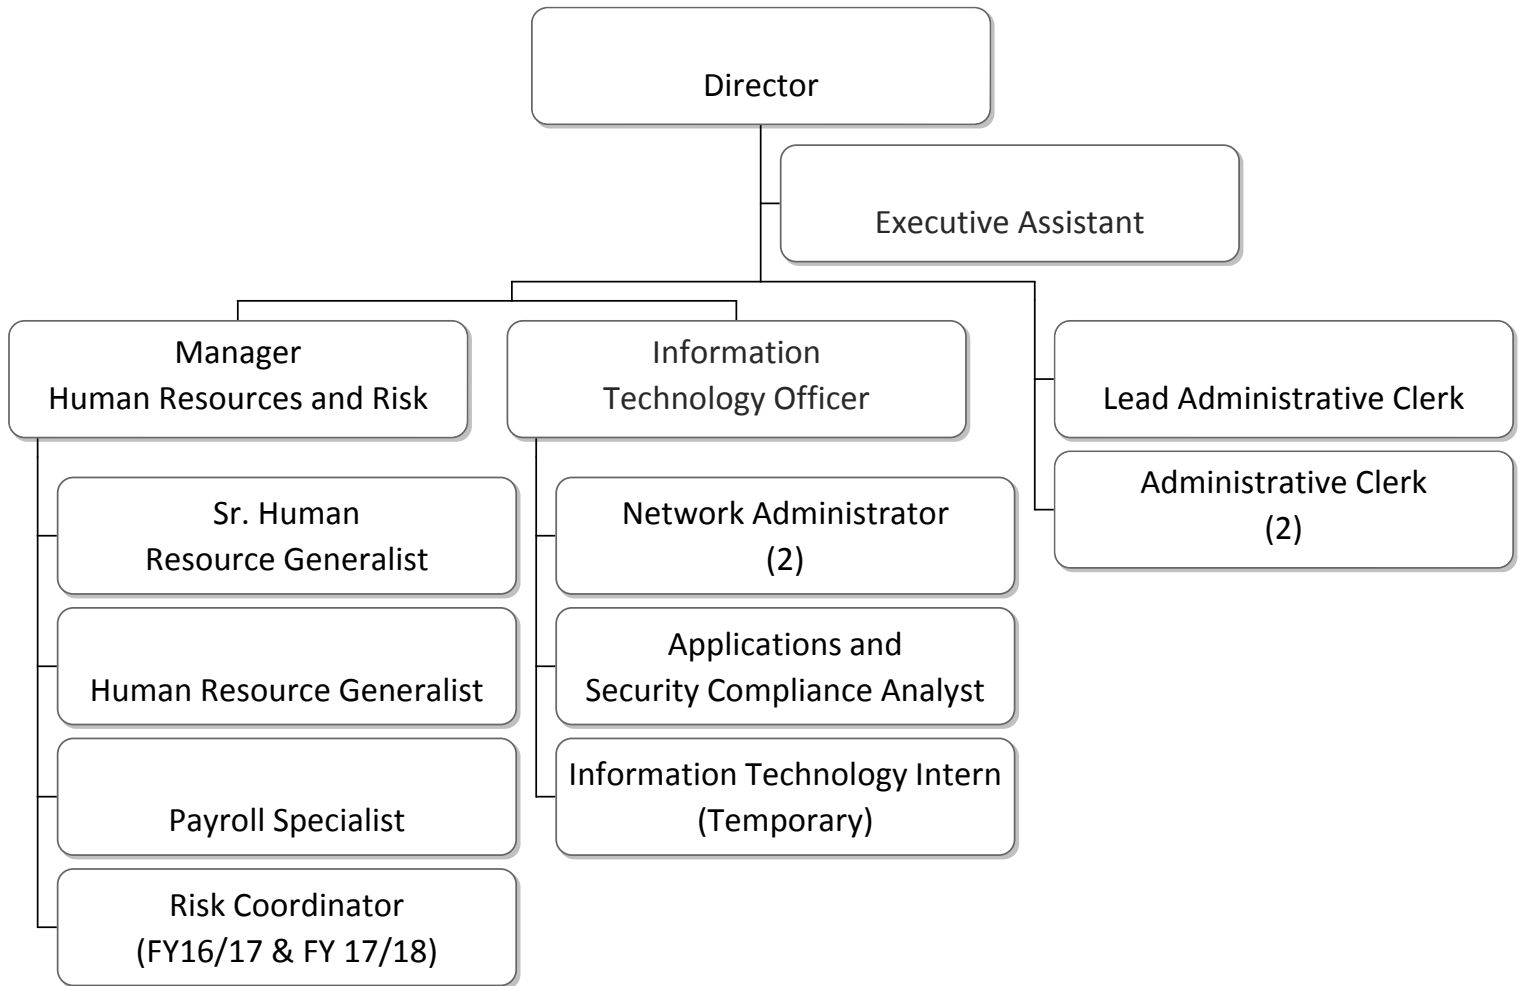 Director
Executive Assistant
Manager
Human Resources and Risk
Information
Technology Officer
Lead Administrative Clerk
Administrative Clerk
(2)
Sr. Human
Resource Generalist
Human Resource Generalist
Payroll Specialist
Risk Coordinator
(FY16/17 & FY 17/18)
Network Administrator
(2)
Applications and
Security Compliance Analyst
Information Technology Intern
(Temporary)